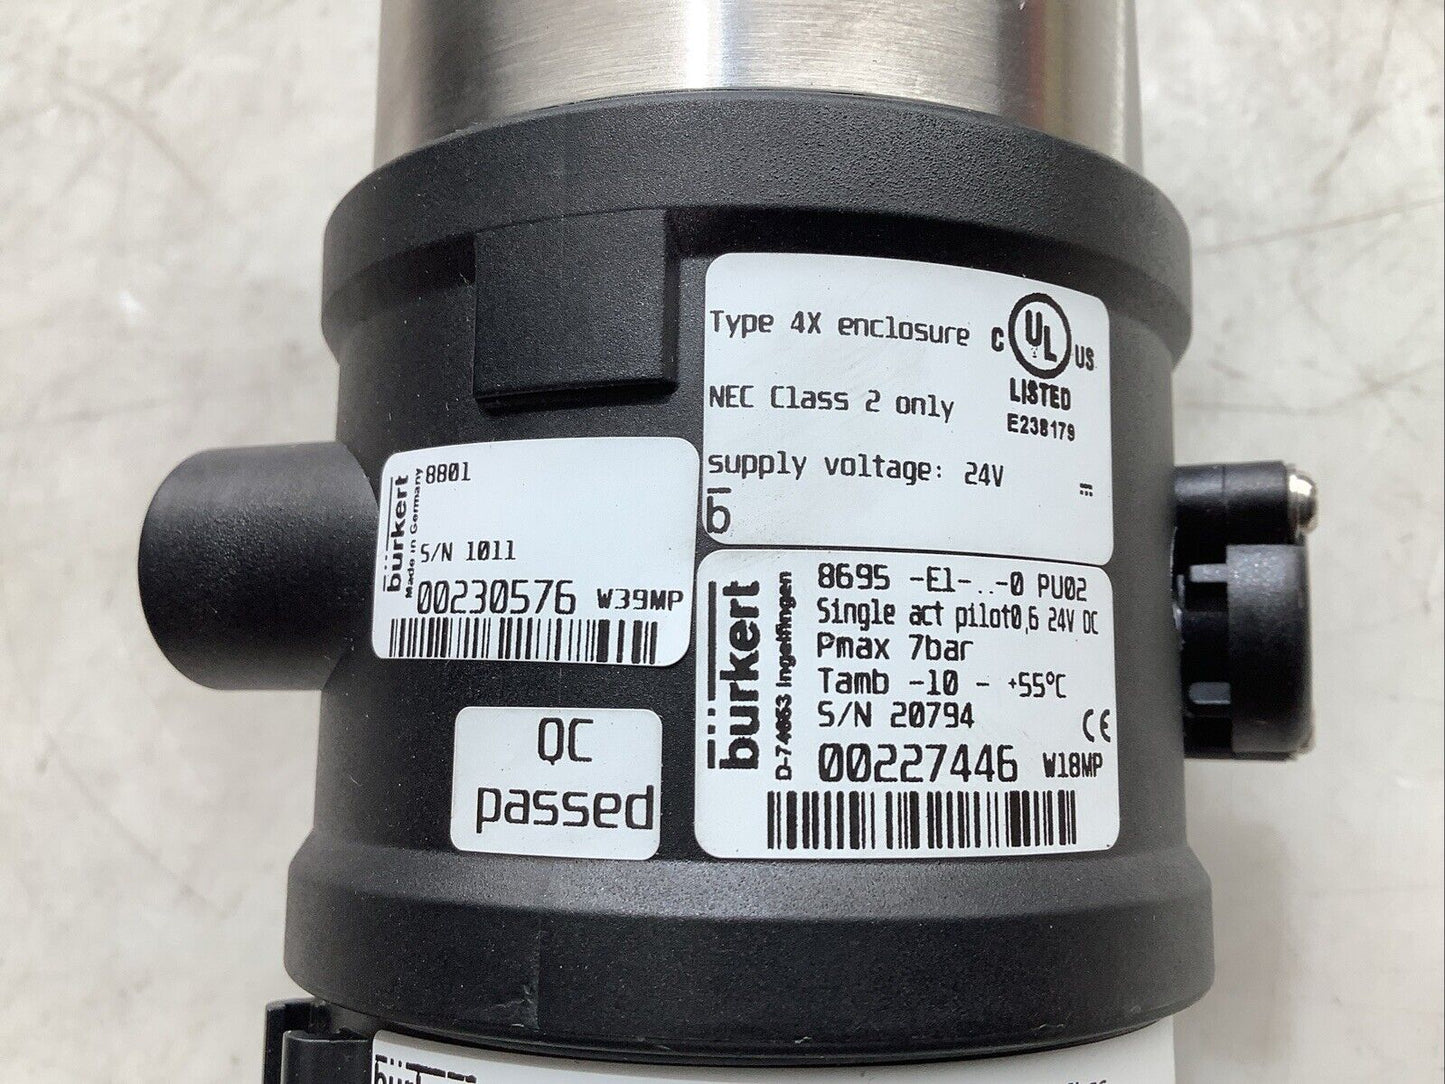 Type 4X enclosure
C UL US
LISTED
E238179
NEC Class 2 only
supply voltage: 24V
b
8801
bürkert
Made in Germany
S/N 1011
00230576 W39MP
QC
passed
bürkert
D-74653 Ingelfingen
8695 -E1-..-0 PU02
Single act pilot0,6 24V DC
Pmax 7bar
Tamb -10 - +55°C
S/N 20794
CE
00227446 W18MP